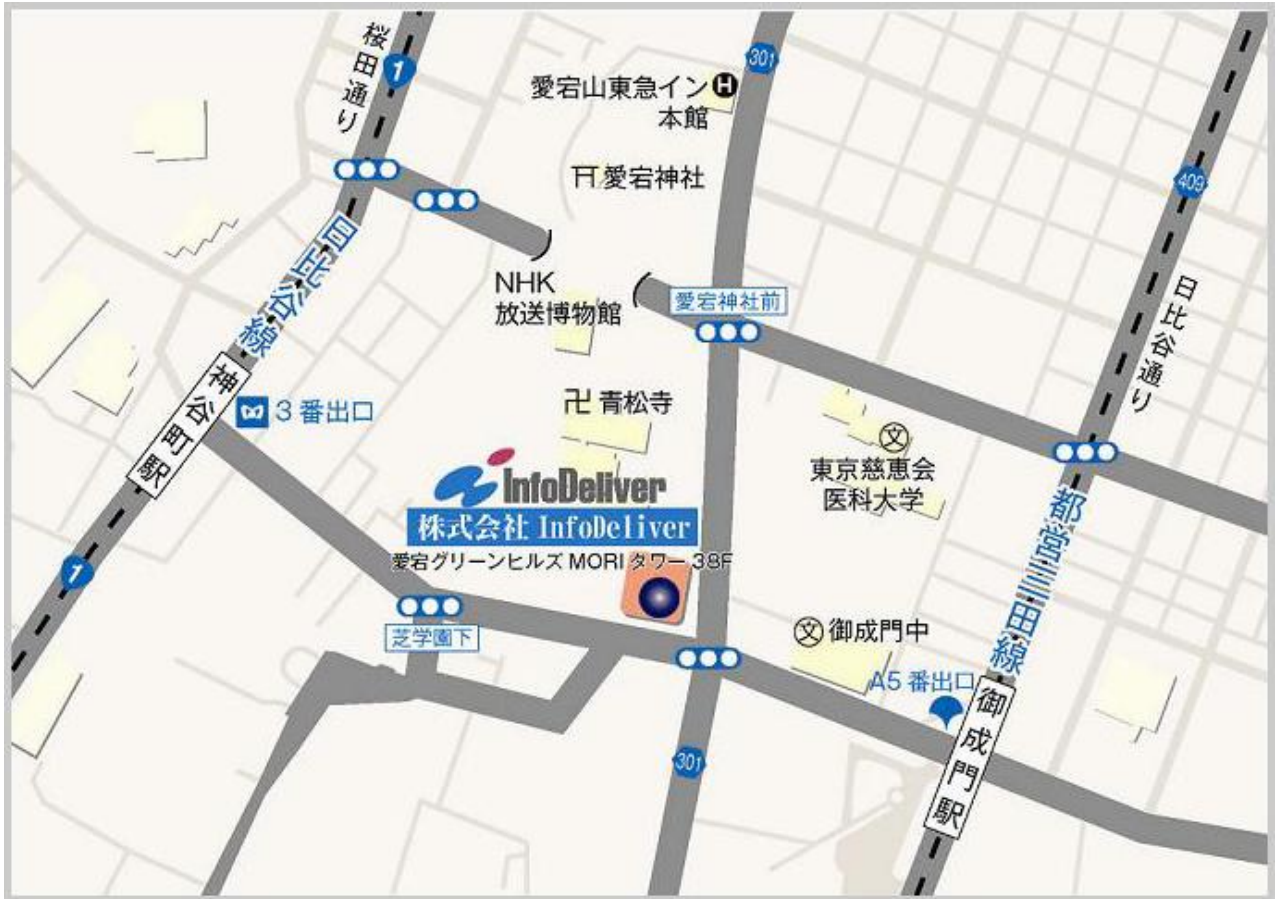 桜田通り
1
301
愛宕山東急イン
本館
H
愛宕神社
409
日比谷線
NHK
放送博物館
愛宕神社前
日比谷通り
神谷町駅
3番出口
青松寺
文
東京慈恵会
医科大学
InfoDeliver
株式会社 InfoDeliver
愛宕グリーンヒルズ MORI タワー 38F
都営三田線
1
芝学園下
文
御成門中
A5番出口
御成門駅
301